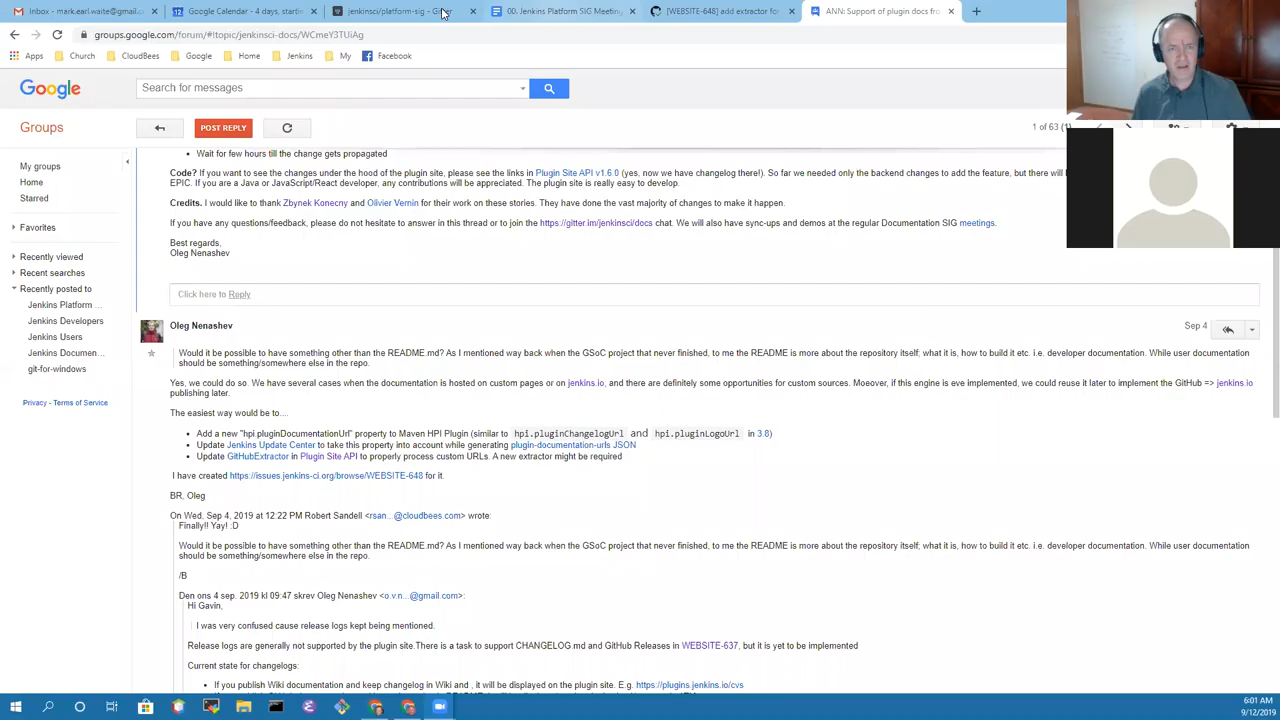 Inbox - mark.earl.waite@gmail.c
Google Calendar - 4 days, startin
jenkinsci/platform-sig - Gitter
00. Jenkins Platform SIG Meeting
[WEBSITE-648] add extractor for
ANN: Support of plugin docs fro
groups.google.com/forum/#!topic/jenkinsci-docs/WCmeY3TUiAg
Apps
Church
CloudBees
Google
Home
Jenkins
My
Facebook
Google
Search for messages
Groups
POST REPLY
1 of 63 (1)
My groups
Home
Starred
Favorites
Recently viewed
Recent searches
Recently posted to
Jenkins Platform ...
Jenkins Developers
Jenkins Users
Jenkins Documen...
git-for-windows
Privacy - Terms of Service
• Wait for few hours till the change gets propagated
Code? If you want to see the changes under the hood of the plugin site, please see the links in Plugin Site API v1.6.0 (yes, now we have changelog there!). So far we needed only the backend changes to add the feature, but there will
EPIC. If you are a Java or JavaScript/React developer, any contributions will be appreciated. The plugin site is really easy to develop.
Credits. I would like to thank Zbynek Konecny and Olivier Vernin for their work on these stories. They have done the vast majority of changes to make it happen.
If you have any questions/feedback, please do not hesitate to answer in this thread or to join the https://gitter.im/jenkinsci/docs chat. We will also have sync-ups and demos at the regular Documentation SIG meetings.
Best regards,
Oleg Nenashev
Click here to Reply
Oleg Nenashev
Sep 4
Would it be possible to have something other than the README.md? As I mentioned way back when the GSoC project that never finished, to me the README is more about the repository itself; what it is, how to build it etc. i.e. developer documentation. While user documentation
should be something/somewhere else in the repo.
Yes, we could do so. We have several cases when the documentation is hosted on custom pages or on jenkins.io, and there are definitely some opportunities for custom sources. Moeover, if this engine is eve implemented, we could reuse it later to implement the GitHub => jenkins.io
publishing later.
The easiest way would be to....
• Add a new "hpi.pluginDocumentationUrl" property to Maven HPI Plugin (similar to hpi.pluginChangelogUrl and hpi.pluginLogoUrl in 3.8)
• Update Jenkins Update Center to take this property into account while generating plugin-documentation-urls JSON
• Update GitHubExtractor in Plugin Site API to properly process custom URLs. A new extractor might be required
I have created https://issues.jenkins-ci.org/browse/WEBSITE-648 for it.
BR, Oleg
On Wed, Sep 4, 2019 at 12:22 PM Robert Sandell <rsan...@cloudbees.com> wrote:
Finally!! Yay! :D
Would it be possible to have something other than the README.md? As I mentioned way back when the GSoC project that never finished, to me the README is more about the repository itself; what it is, how to build it etc. i.e. developer documentation. While user documentation
should be something/somewhere else in the repo.
/B
Den ons 4 sep. 2019 kl 09:47 skrev Oleg Nenashev <o.v.n...@gmail.com>:
Hi Gavin,
I was very confused cause release logs kept being mentioned.
Release logs are generally not supported by the plugin site.There is a task to support CHANGELOG md and GitHub Releases in WEBSITE-637, but it is yet to be implemented
Current state for changelogs:
• If you publish Wiki documentation and keep changelog in Wiki and , it will be displayed on the plugin site. E.g. https://plugins.jenkins.io/cvs
6:01 AM
9/12/2019